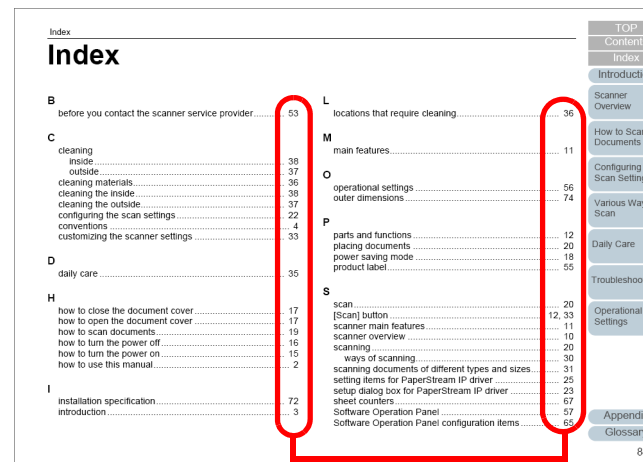 Index
Index
B
before you contact the scanner service provider 53
C
cleaning
inside 38
outside 37
cleaning materials 36
cleaning the inside 38
cleaning the outside 37
configuring the scan settings 22
conventions 4
customizing the scanner settings 33
D
daily care 35
H
how to close the document cover 17
how to open the document cover 17
how to scan documents 19
how to turn the power off 16
how to turn the power on 15
how to use this manual 2
I
installation specification 72
introduction 3
L
locations that require cleaning 36
M
main features 11
O
operational settings 56
outer dimensions 74
P
parts and functions 12
placing documents 20
power saving mode 18
product label 55
S
scan 20
[Scan] button 12, 33
scanner main features 11
scanner overview 10
scanning 20
ways of scanning 30
scanning documents of different types and sizes 31
setting items for PaperStream IP driver 25
setup dialog box for PaperStream IP driver 23
sheet counters 67
Software Operation Panel 57
Software Operation Panel configuration items 65
TOP
Content
Index
Introducti
Scanner
Overview
How to Scan
Documents
Configuring
Scan Setting
Various Way
Scan
Daily Care
Troubleshoo
Operational
Settings
Appendi
Glossar
8